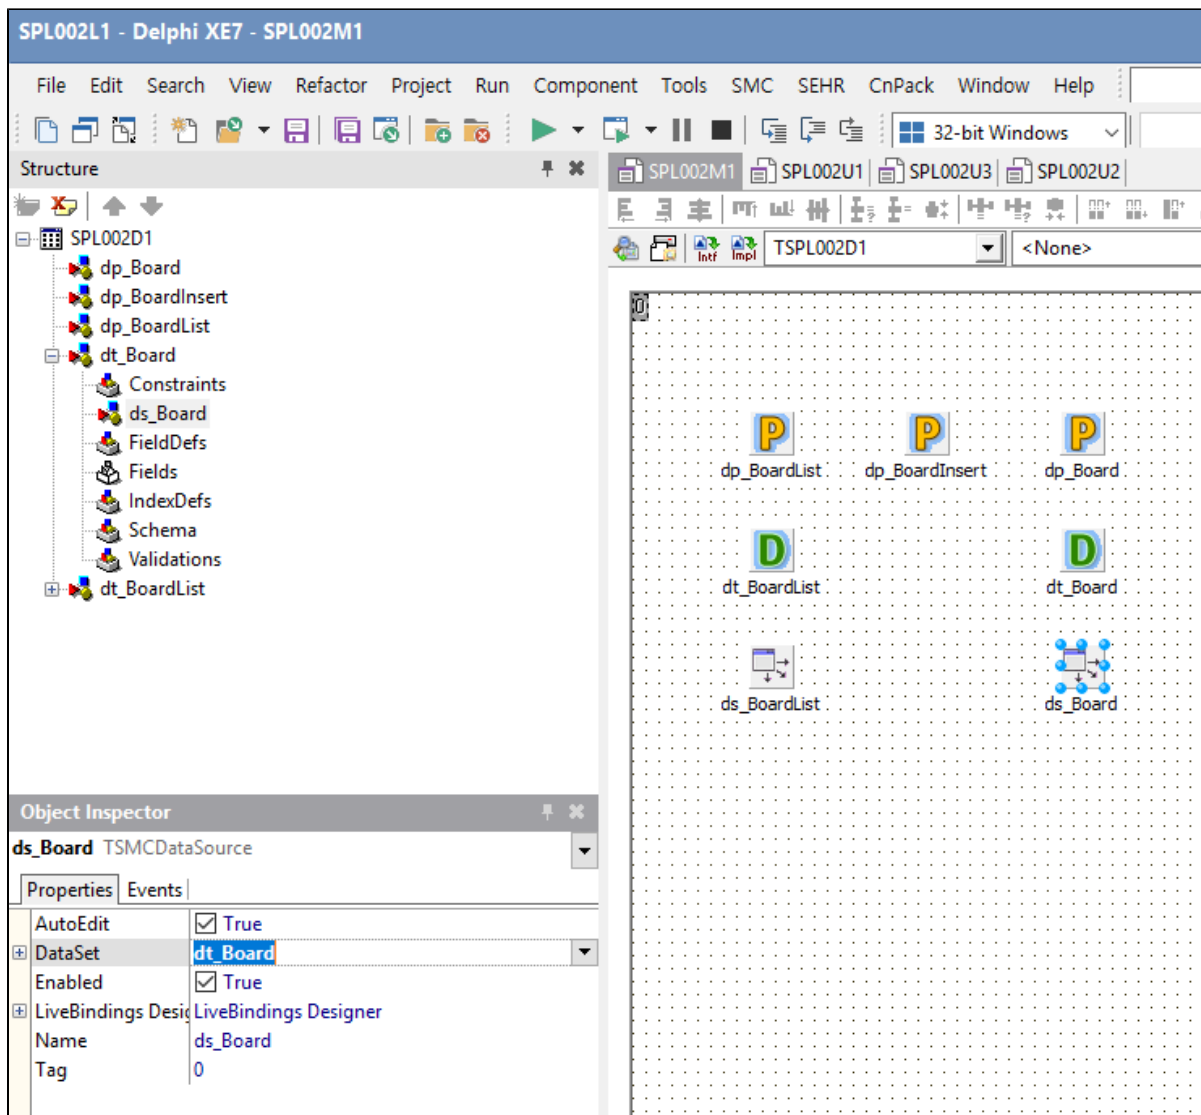 SPL002L1 - Delphi XE7 - SPL002M1
File Edit Search View Refactor Project Run Component Tools SMC SEHR CnPack Window Help
32-bit Windows
Structure
SPL002M1 SPL002U1 SPL002U3 SPL002U2
SPL002D1
dp_Board
dp_BoardInsert
dp_BoardList
dt_Board
Constraints
ds_Board
FieldDefs
Fields
IndexDefs
Schema
Validations
dt_BoardList
Intf Impl TSPL002D1 <None>
0
P P P
dp_BoardList dp_BoardInsert dp_Board
D D
dt_BoardList dt_Board
ds_BoardList ds_Board
Object Inspector
ds_Board TSMCDataSource
Properties Events
AutoEdit True
DataSet dt_Board
Enabled True
LiveBindings Desig LiveBindings Designer
Name ds_Board
Tag 0